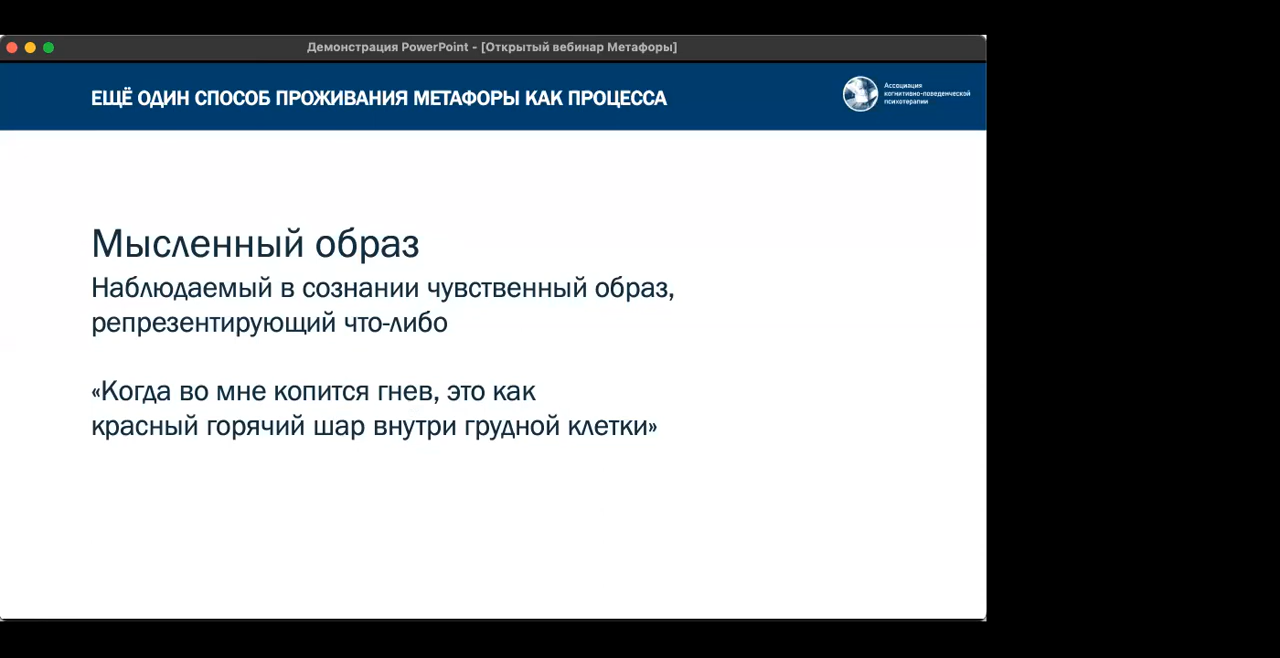 Демонстрация PowerPoint - [Открытый вебинар Метафоры]
ЕЩЁ ОДИН СПОСОБ ПРОЖИВАНИЯ МЕТАФОРЫ КАК ПРОЦЕССА
Ассоциация
когнитивно-поведенческой
психотерапии
Мысленный образ
Наблюдаемый в сознании чувственный образ,
репрезентирующий что-либо
«Когда во мне копится гнев, это как
красный горячий шар внутри грудной клетки»